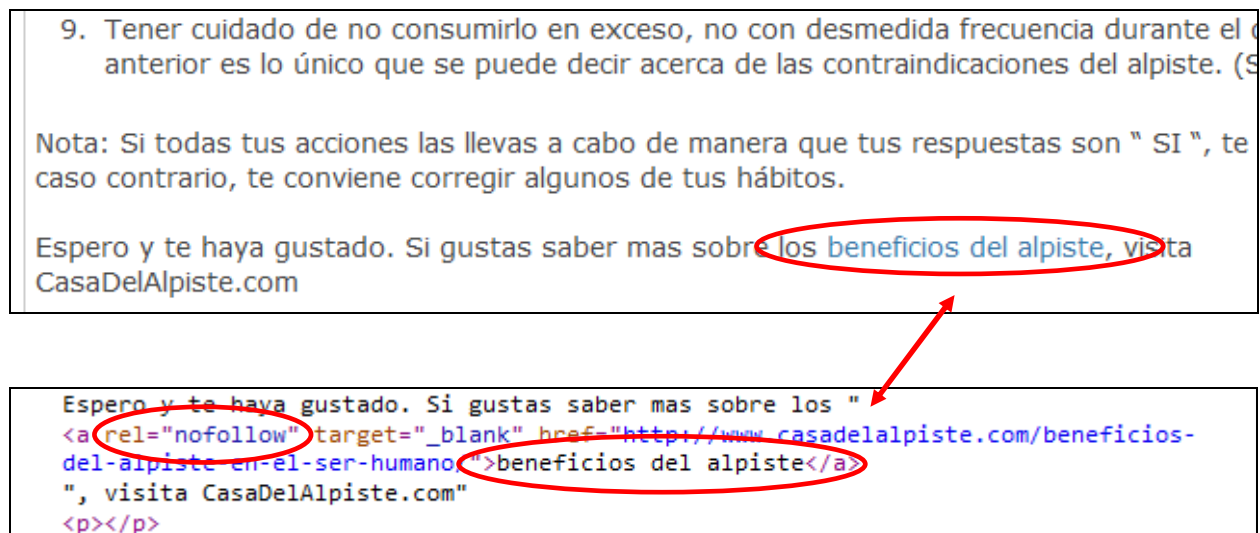 9. Tener cuidado de no consumirlo en exceso, no con desmedida frecuencia durante el
anterior es lo único que se puede decir acerca de las contraindicaciones del alpiste. (S
Nota: Si todas tus acciones las llevas a cabo de manera que tus respuestas son “ SI “, te
caso contrario, te conviene corregir algunos de tus hábitos.
Espero y te haya gustado. Si gustas saber mas sobre los beneficios del alpiste, visita
CasaDelAlpiste.com
Espero y te haya gustado. Si gustas saber mas sobre los "
<a rel="nofollow" target="_blank" href="http://www.casadelalpiste.com/beneficios-
del-alpiste-en-el-ser-humano/">beneficios del alpiste</a>
", visita CasaDelAlpiste.com"
<p></p>